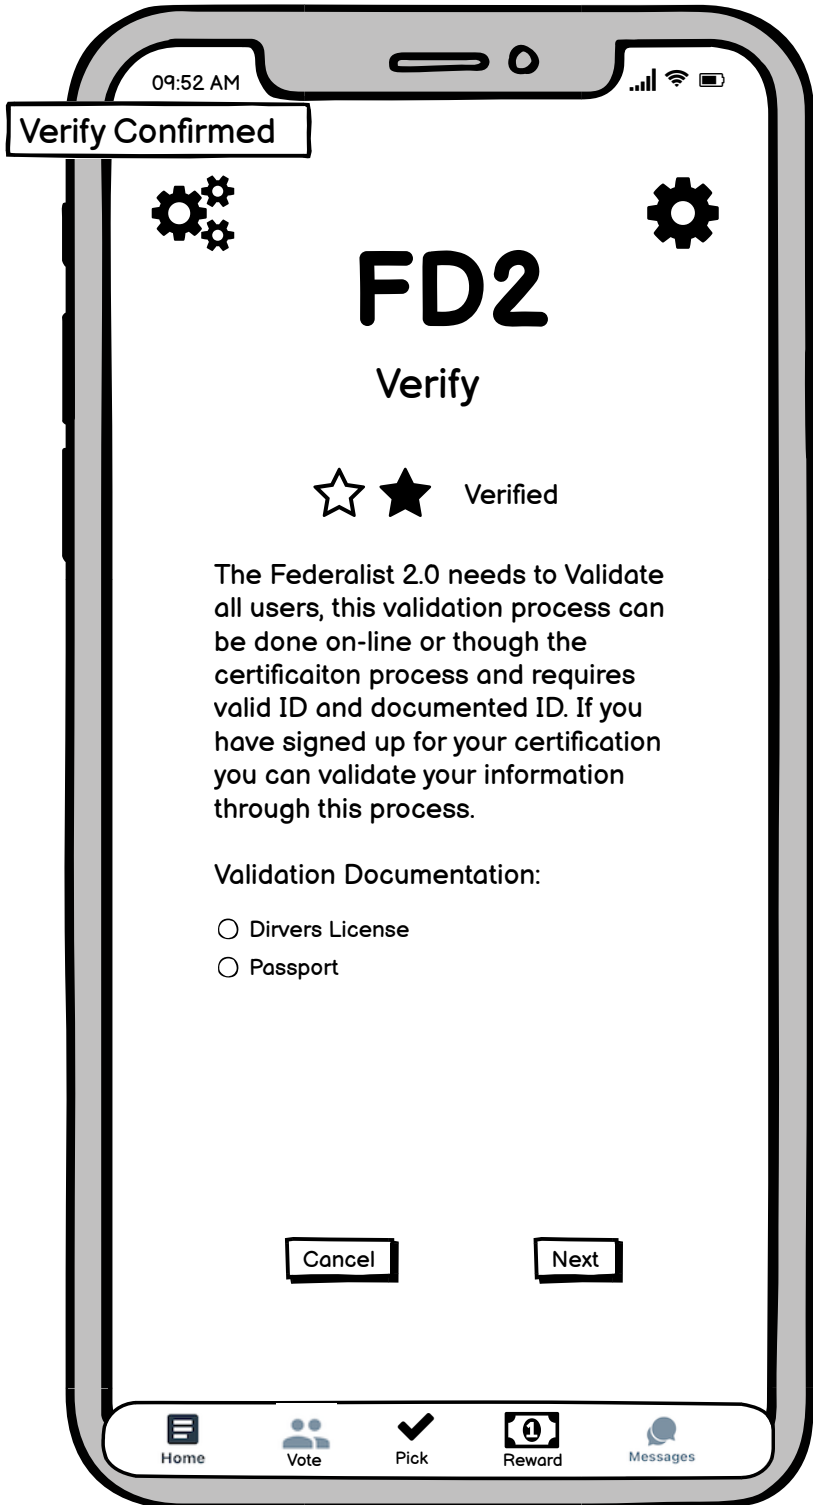 09:52 AM
Verify Confirmed
FD2
Verify
Verified
The Federalist 2.0 needs to Validate
all users, this validation process can
be done on-line or though the
certificaiton process and requires
valid ID and documented ID. If you
have signed up for your certification
you can validate your information
through this process.
Validation Documentation:
Dirvers License
Passport
Cancel
Next
1
Home
Vote
Pick
Reward
Messages